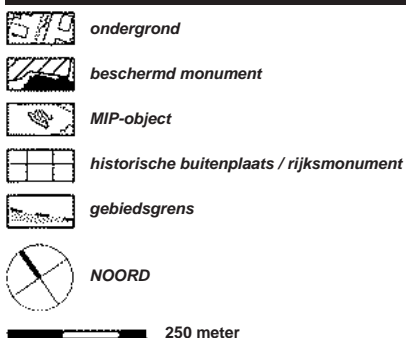 ondergrond
beschermd monument
MIP-object
historische buitenplaats / rijksmonument
gebiedsgrens
NOORD
250 meter